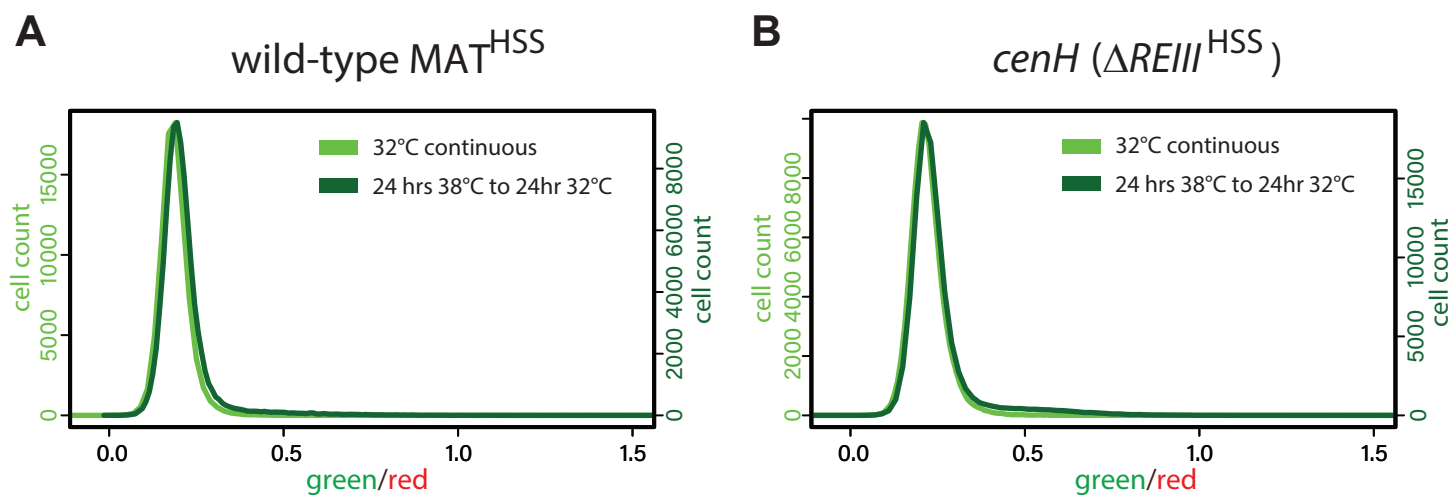 A
wild-type MAT^HSS
32°C continuous
24 hrs 38°C to 24hr 32°C
cell count
0 5000 10000 15000
cell count
0 2000 4000 6000 8000
0.0 0.5 1.0 1.5
green/red
B
cenH (ΔREIII^HSS)
32°C continuous
24 hrs 38°C to 24hr 32°C
cell count
0 2000 4000 6000 8000
cell count
0 5000 10000 15000
0.0 0.5 1.0 1.5
green/red